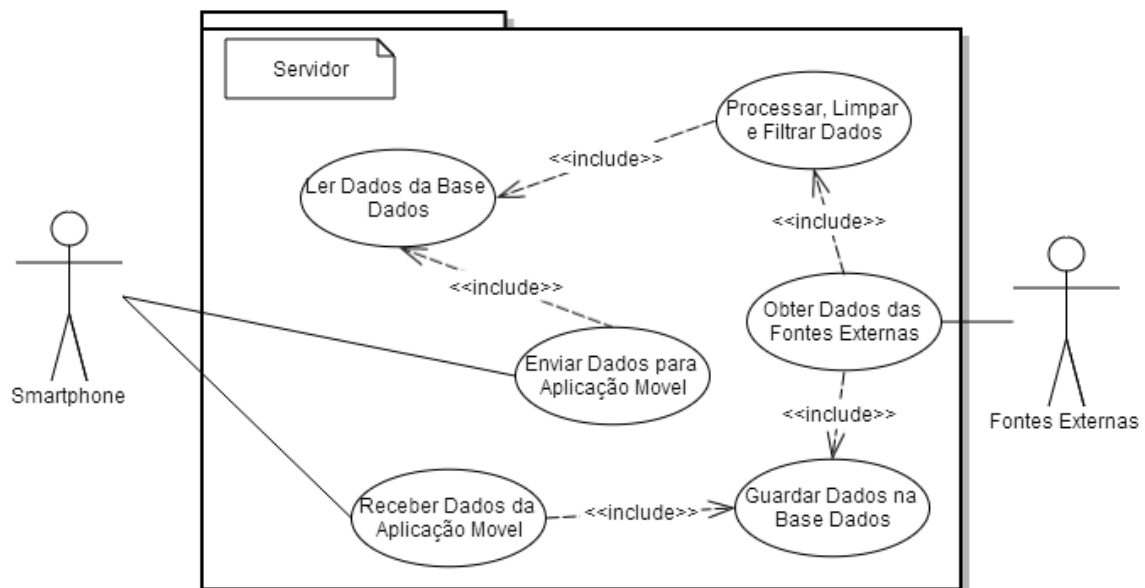 Servidor
Processar, Limpar
e Filtrar Dados
<<include>>
Ler Dados da Base
Dados
<<include>>
<<include>>
Obter Dados das
Fontes Externas
Enviar Dados para
Aplicação Movel
Smartphone
<<include>>
Fontes Externas
Receber Dados da
Aplicação Movel
<<include>>
Guardar Dados na
Base Dados